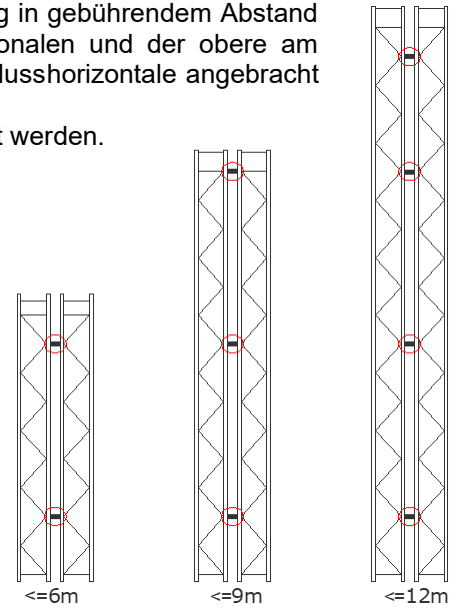 g in gebührendem Abstand
onalen und der obere am
lusshorizontale angebracht
t werden.
<=6m
<=9m
<=12m